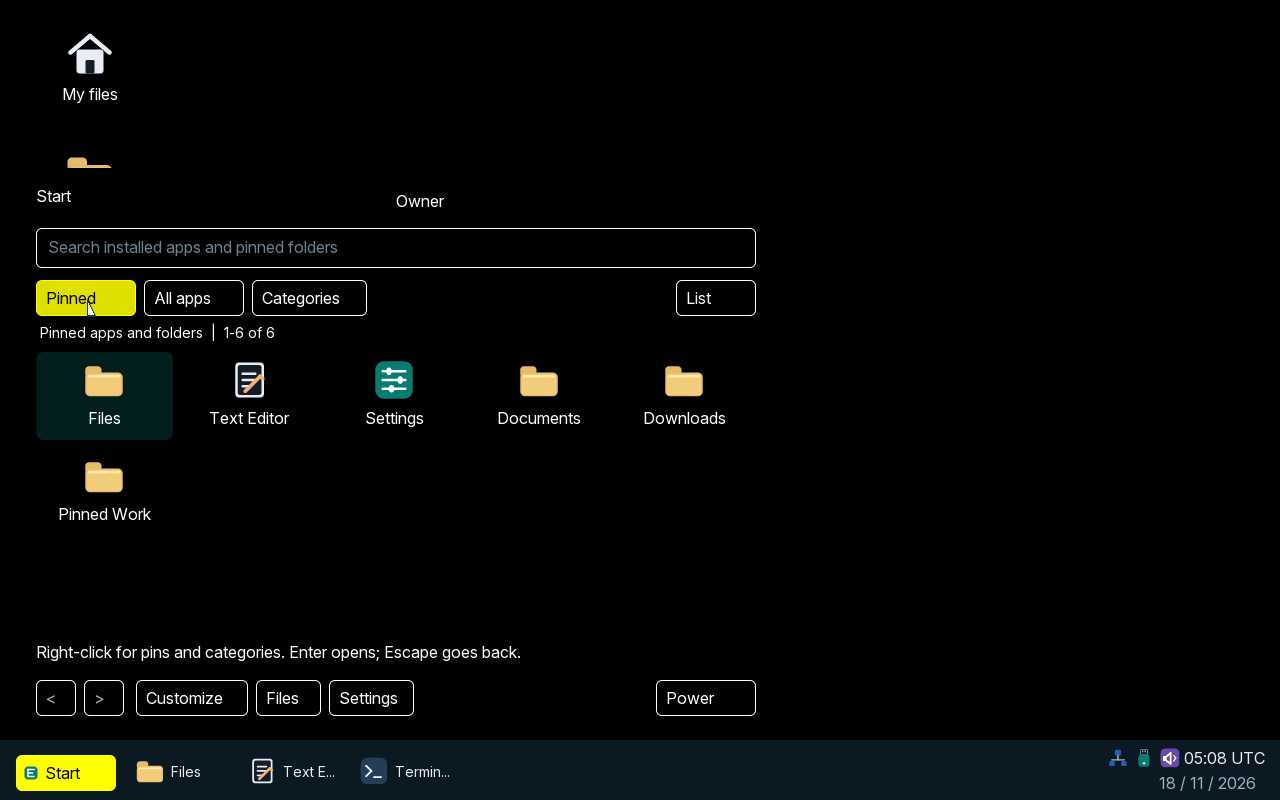 My files
Start
Owner
Search installed apps and pinned folders
Pinned All apps Categories List
Pinned apps and folders | 1-6 of 6
Files Text Editor Settings Documents Downloads
Pinned Work
Right-click for pins and categories. Enter opens; Escape goes back.
< > Customize Files Settings Power
Start Files Text E... Termin... 05:08 UTC
18 / 11 / 2026